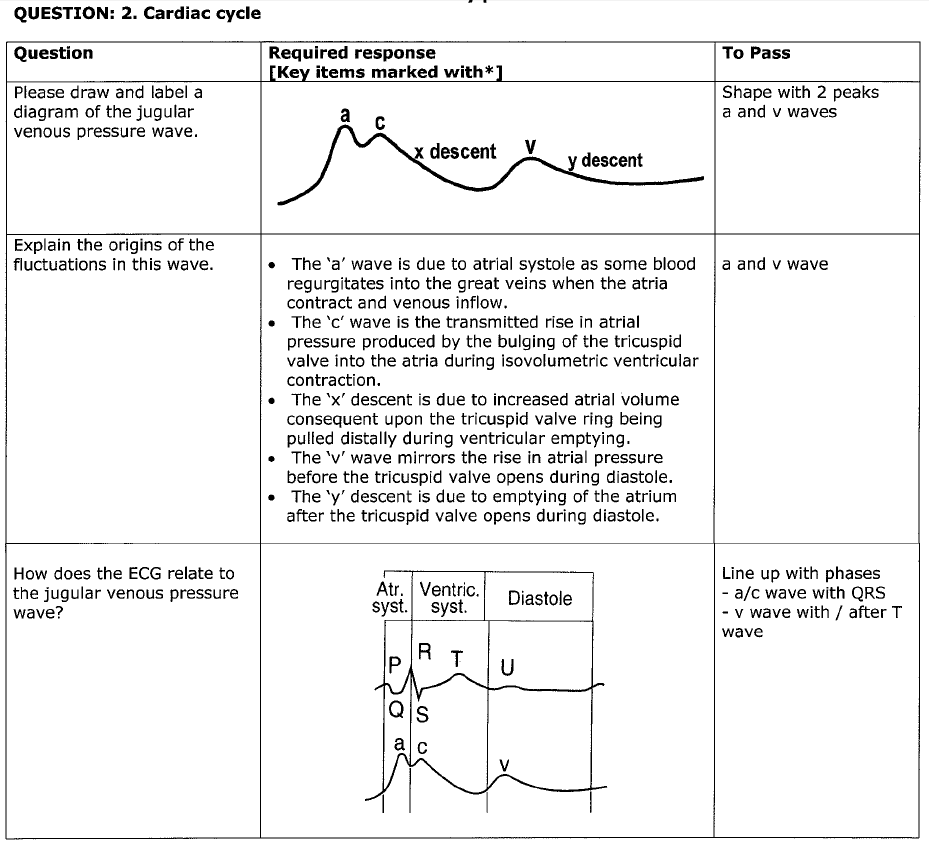 QUESTION: 2. Cardiac cycle
Question
Required response
[Key items marked with*]
To Pass
Please draw and label a
diagram of the jugular
venous pressure wave.
a
c
x descent
v
y descent
Shape with 2 peaks
a and v waves
Explain the origins of the
fluctuations in this wave.
• The ‘a’ wave is due to atrial systole as some blood
regurgitates into the great veins when the atria
contract and venous inflow.
• The ‘c’ wave is the transmitted rise in atrial
pressure produced by the bulging of the tricuspid
valve into the atria during isovolumetric ventricular
contraction.
• The ‘x’ descent is due to increased atrial volume
consequent upon the tricuspid valve ring being
pulled distally during ventricular emptying.
• The ‘v’ wave mirrors the rise in atrial pressure
before the tricuspid valve opens during diastole.
• The ‘y’ descent is due to emptying of the atrium
after the tricuspid valve opens during diastole.
a and v wave
How does the ECG relate to
the jugular venous pressure
wave?
Atr.
syst.
Ventric.
syst.
Diastole
P
R
T
U
Q
S
a
c
v
Line up with phases
- a/c wave with QRS
- v wave with / after T
wave